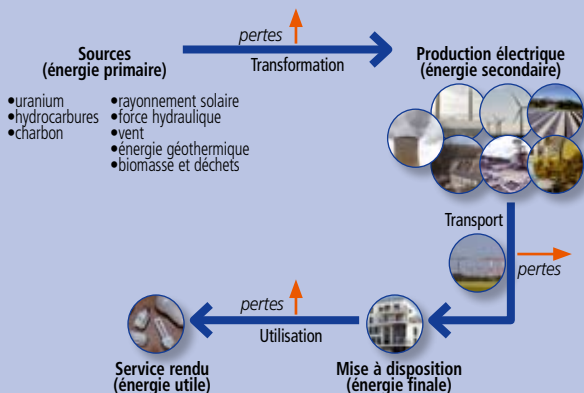 Sources
(énergie primaire)
•uranium
•hydrocarbures
•charbon
•rayonnement solaire
•force hydraulique
•vent
•énergie géothermique
•biomasse et déchets
pertes
Transformation
Production électrique
(énergie secondaire)
Transport
pertes
Mise à disposition
(énergie finale)
pertes
Utilisation
Service rendu
(énergie utile)